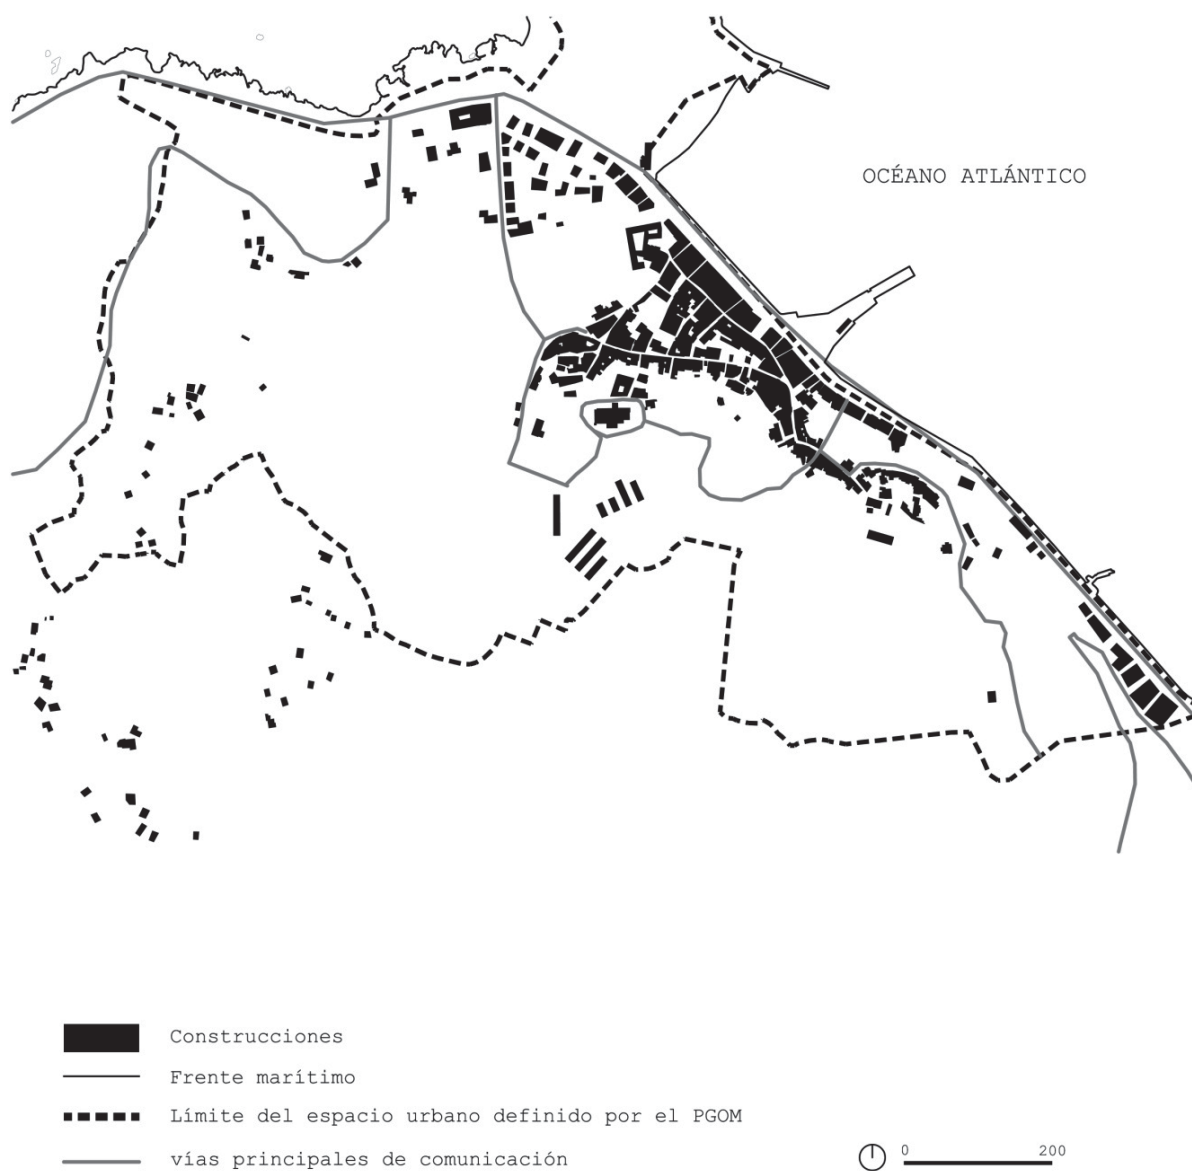 OCÉANO ATLÁNTICO
Construcciones
Frente marítimo
Límite del espacio urbano definido por el PGOM
vías principales de comunicación
0 200